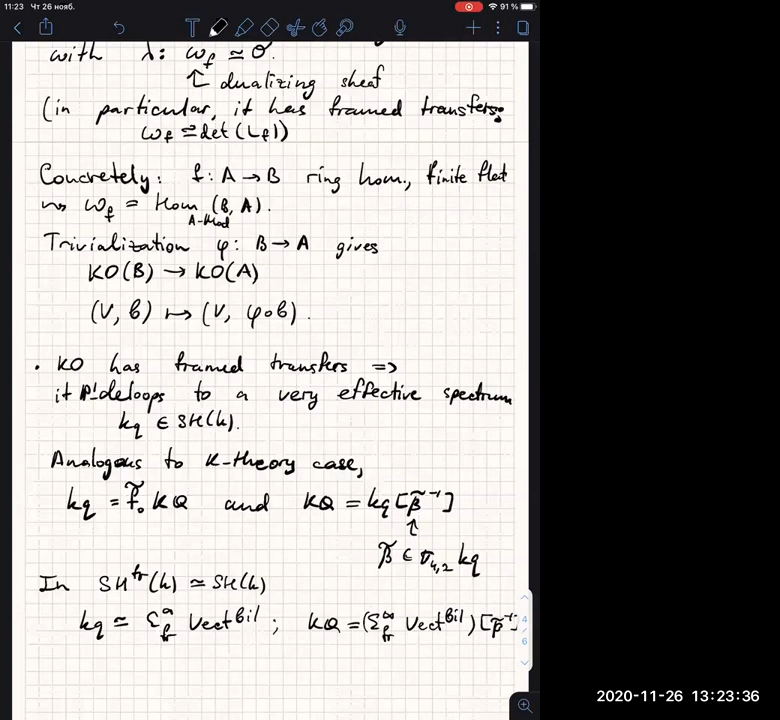 11:23 Чт 26 нояб.
91 %
with λ: ω_f ≃ O.
↑ dualizing sheaf
(in particular, it has framed transfers;
ω_f ≃ det(L_f))
Concretely: f: A → B ring hom., finite flat
⇝ ω_f = Hom_{A-Mod}(B, A).
Trivialization φ: B → A gives
KO(B) → KO(A)
(V, b) ↦ (V, φ∘b).
• KO has framed transfers ⇒
it P¹ deloops to a very effective spectrum
kq ∈ SH(k).
Analogous to K-theory case,
kq = f̃₀ KQ and KQ = kq[β̃⁻¹]
↑
β̃ ∈ π_{4,2} kq
In SH^{fr}(k) ≃ SH(k)
kq ≃ Σ^∞_{fr} Vect^{bil}; KQ = (Σ^∞_{fr} Vect^{bil})[β̃⁻¹]
4
/
6
2020-11-26 13:23:36